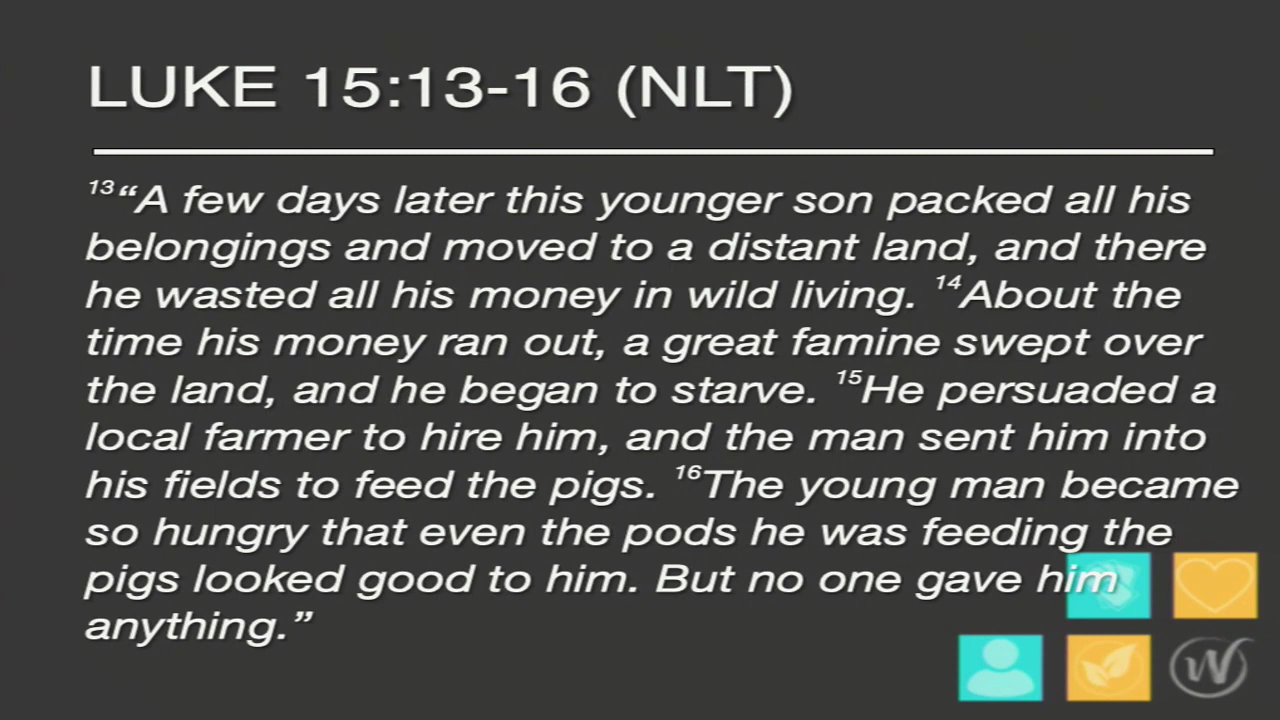 LUKE 15:13-16 (NLT)
13“A few days later this younger son packed all his
belongings and moved to a distant land, and there
he wasted all his money in wild living. 14About the
time his money ran out, a great famine swept over
the land, and he began to starve. 15He persuaded a
local farmer to hire him, and the man sent him into
his fields to feed the pigs. 16The young man became
so hungry that even the pods he was feeding the
pigs looked good to him. But no one gave him
anything.”
W